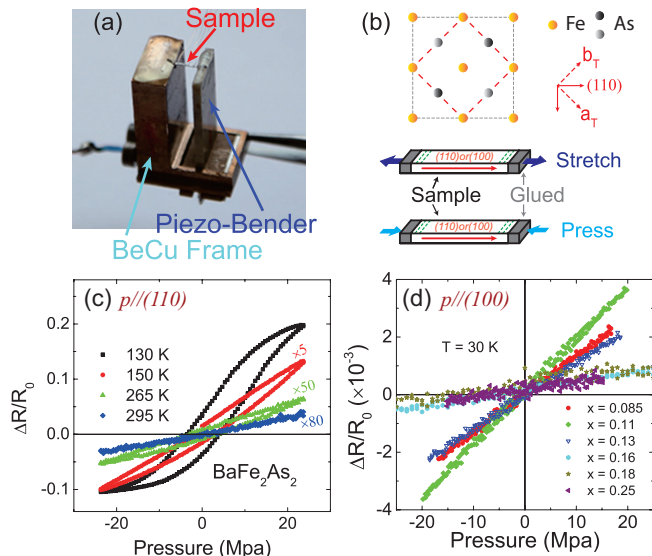 (a)
Sample
Piezo-Bender
BeCu Frame
(b)
Fe As
b_T
(110)
a_T
(110)or(100)
Stretch
Sample
Glued
(110)or(100)
Press
(c) p//(110)
ΔR/R₀
0.2
0.1
0.0
-0.1
130 K
150 K
265 K
295 K
×5
×50
×80
BaFe₂As₂
-20 0 20
Pressure (Mpa)
(d) p//(100)
ΔR/R₀ (×10⁻³)
4
2
0
-2
-4
T = 30 K
x = 0.085
x = 0.11
x = 0.13
x = 0.16
x = 0.18
x = 0.25
-20 -10 0 10 20
Pressure (Mpa)